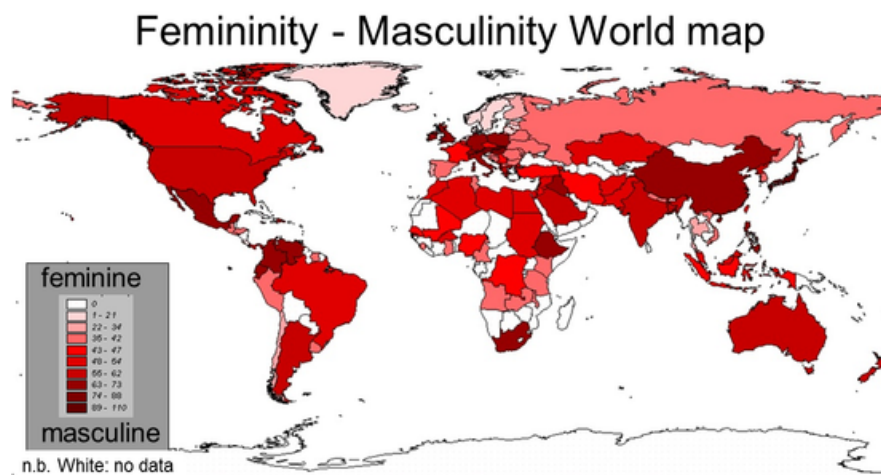 Femininity - Masculinity World map
feminine
0
1 - 21
22 - 34
35 - 42
43 - 47
48 - 54
55 - 62
63 - 73
74 - 88
89 - 110
masculine
n.b. White: no data